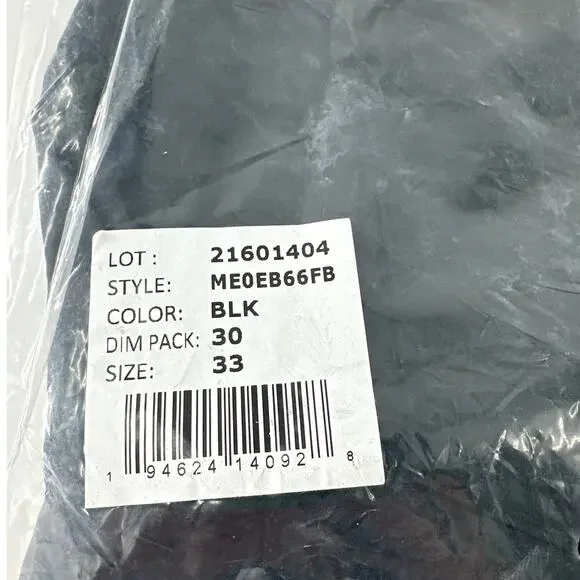 LOT : 21601404
STYLE: ME0EB66FB
COLOR: BLK
DIM PACK: 30
SIZE: 33
1 94624 14092 8